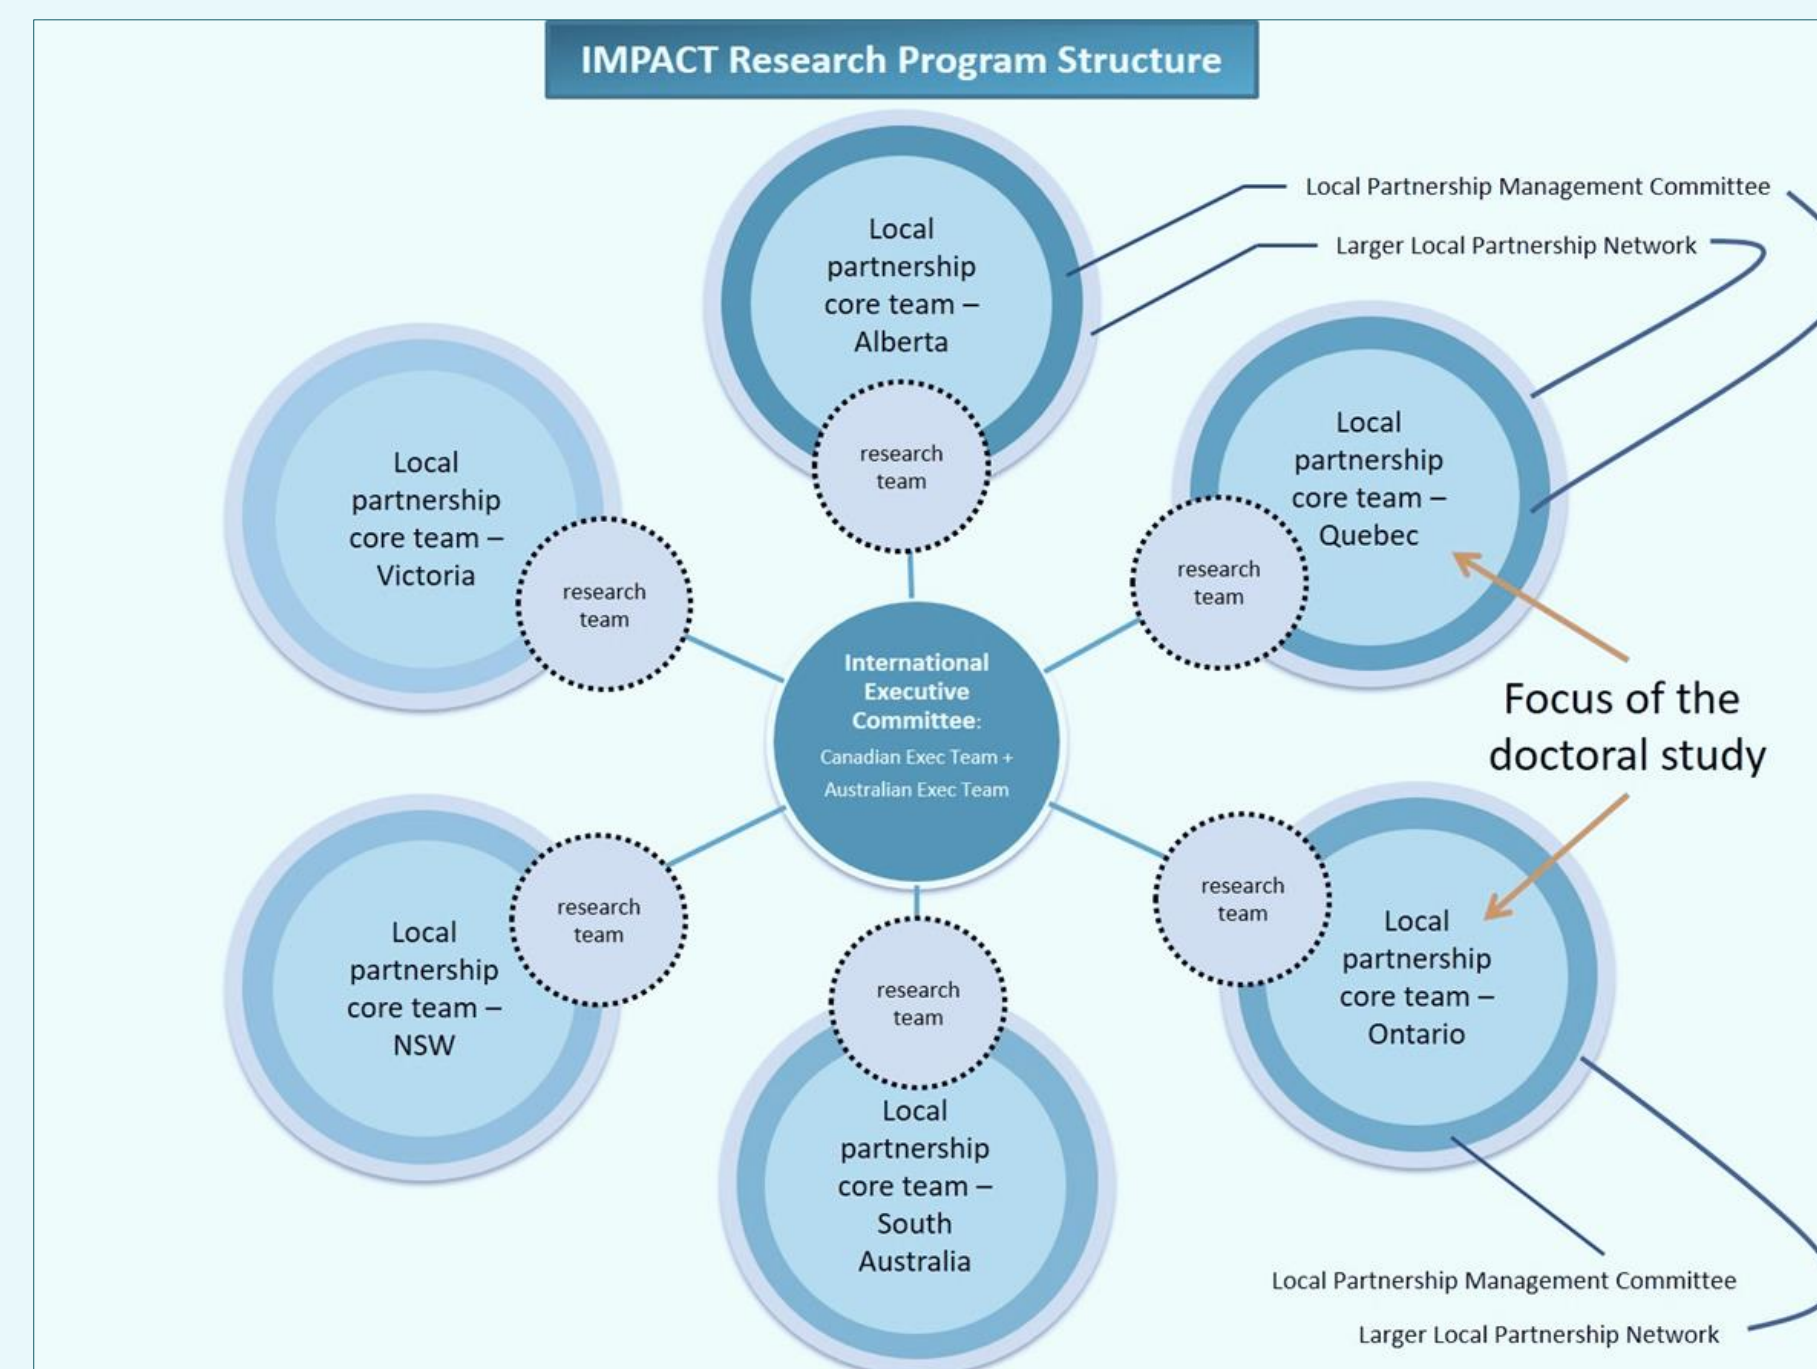 IMPACT Research Program Structure
Local
partnership
core team –
Alberta
research
team
Local Partnership Management Committee
Larger Local Partnership Network
Local
partnership
core team –
Victoria
research
team
Local
partnership
core team –
Quebec
research
team
International
Executive
Committee:
Canadian Exec Team +
Australian Exec Team
Focus of the
doctoral study
Local
partnership
core team –
NSW
research
team
research
team
Local
partnership
core team –
South
Australia
research
team
Local
partnership
core team –
Ontario
Local Partnership Management Committee
Larger Local Partnership Network